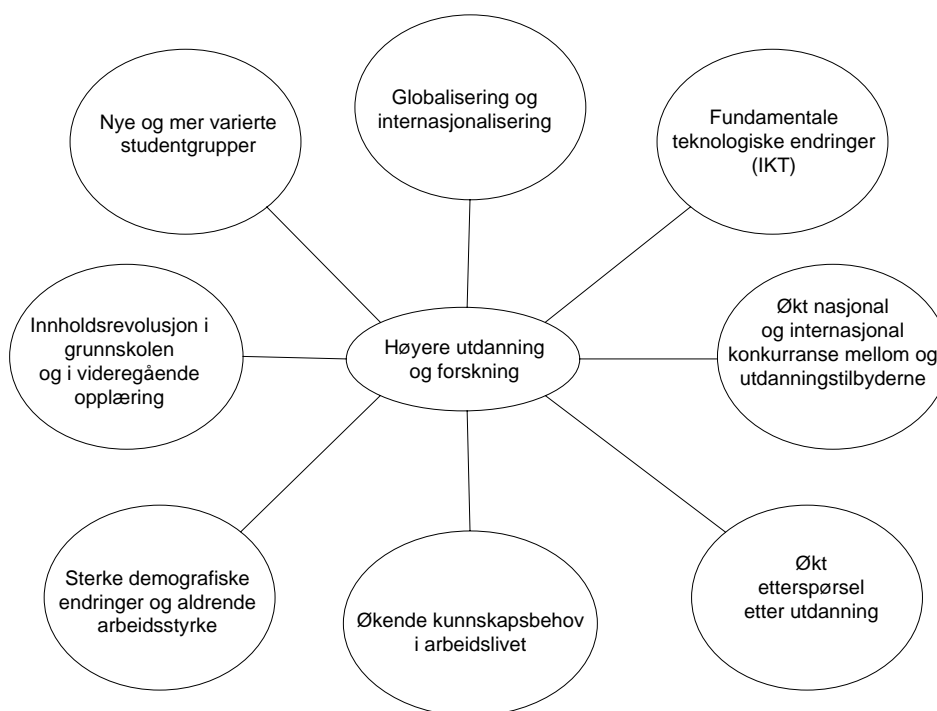 Globalisering og
internasjonalisering
Nye og mer varierte
studentgrupper
Fundamentale
teknologiske endringer
(IKT)
Innholdsrevolusjon i
grunnskolen
og i videregående
opplæring
Høyere utdanning
og forskning
Økt nasjonal
og internasjonal
konkurranse mellom og
utdanningstilbyderne
Sterke demografiske
endringer og aldrende
arbeidsstyrke
Økende kunnskapsbehov
i arbeidslivet
Økt
etterspørsel
etter utdanning